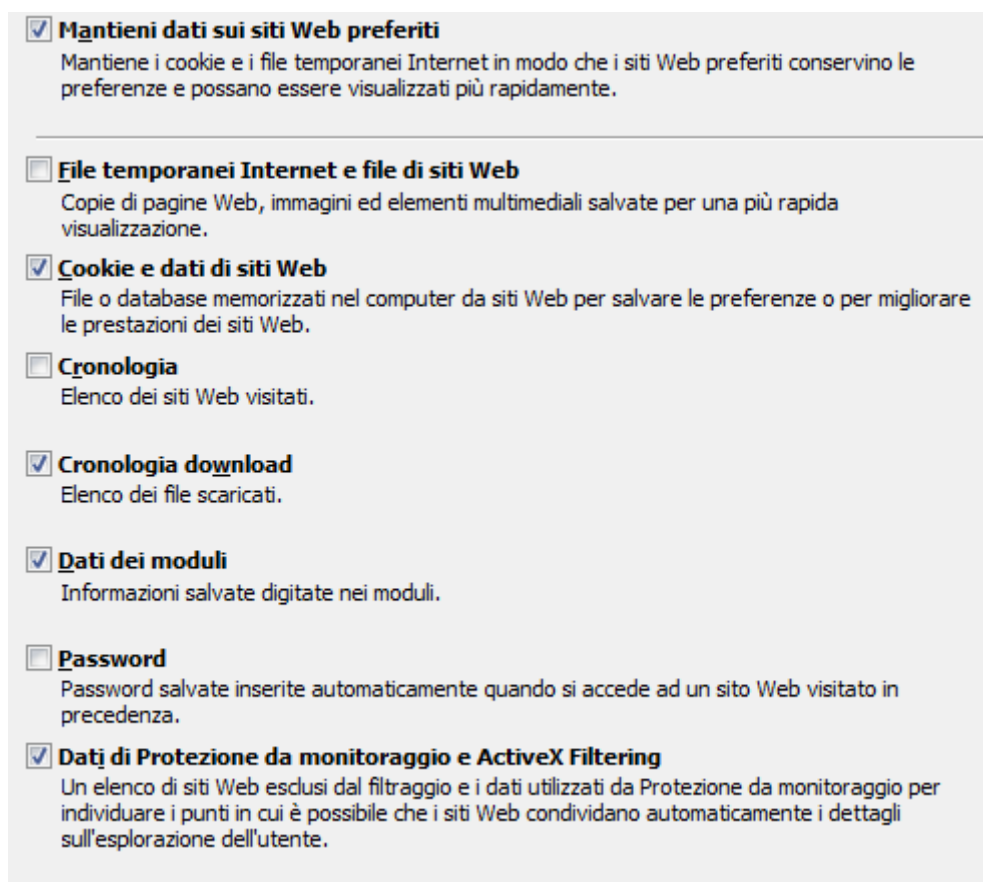 Mantieni dati sui siti Web preferiti
Mantiene i cookie e i file temporanei Internet in modo che i siti Web preferiti conservino le
preferenze e possano essere visualizzati più rapidamente.
File temporanei Internet e file di siti Web
Copie di pagine Web, immagini ed elementi multimediali salvate per una più rapida
visualizzazione.
Cookie e dati di siti Web
File o database memorizzati nel computer da siti Web per salvare le preferenze o per migliorare
le prestazioni dei siti Web.
Cronologia
Elenco dei siti Web visitati.
Cronologia download
Elenco dei file scaricati.
Dati dei moduli
Informazioni salvate digitate nei moduli.
Password
Password salvate inserite automaticamente quando si accede ad un sito Web visitato in
precedenza.
Dati di Protezione da monitoraggio e ActiveX Filtering
Un elenco di siti Web esclusi dal filtraggio e i dati utilizzati da Protezione da monitoraggio per
individuare i punti in cui è possibile che i siti Web condividano automaticamente i dettagli
sull'esplorazione dell'utente.